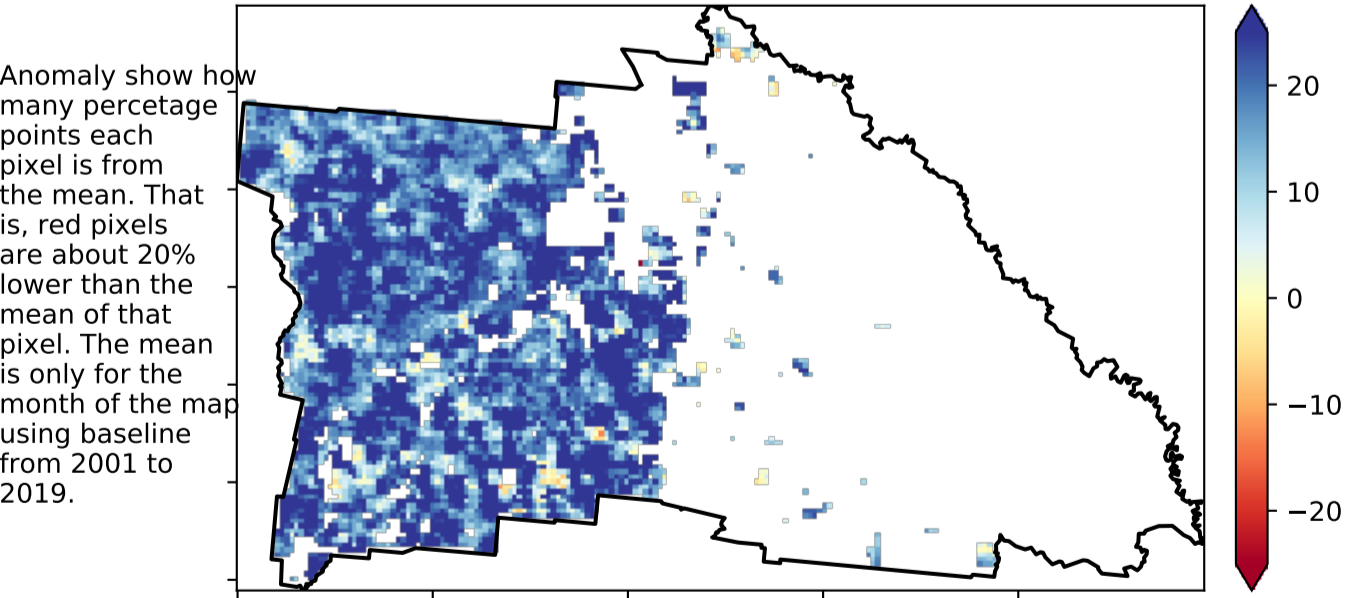 Anomaly show how
many percetage
points each
pixel is from
the mean. That
is, red pixels
are about 20%
lower than the
mean of that
pixel. The mean
is only for the
month of the map
using baseline
from 2001 to
2019.
20
10
0
−10
−20